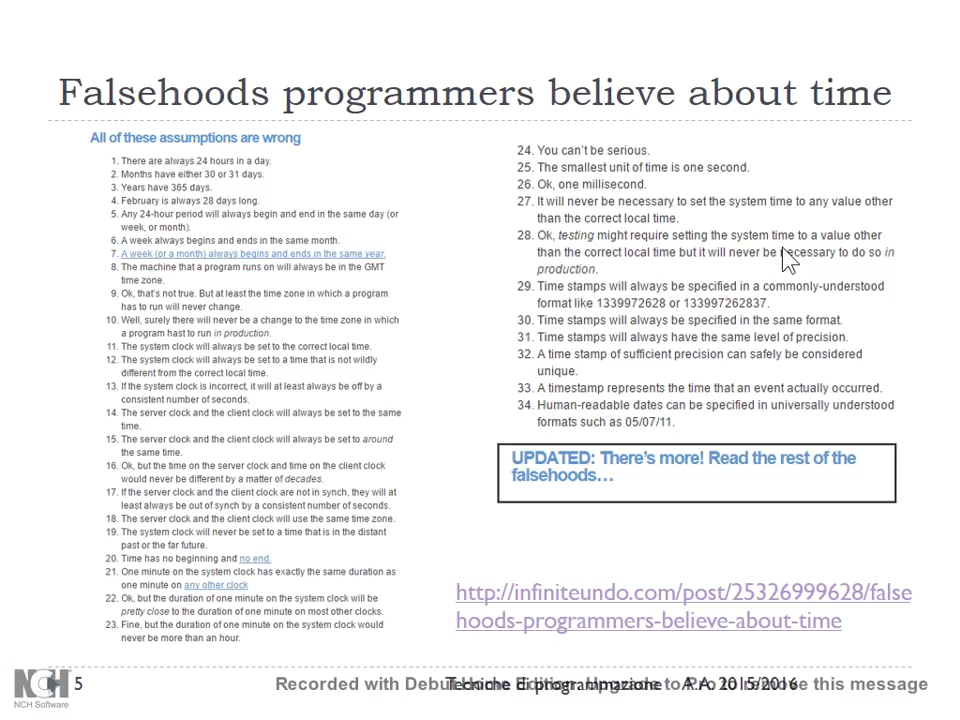 Falsehoods programmers believe about time
All of these assumptions are wrong
1. There are always 24 hours in a day.
2. Months have either 30 or 31 days.
3. Years have 365 days.
4. February is always 28 days long.
5. Any 24-hour period will always begin and end in the same day (or
week, or month).
6. A week always begins and ends in the same month.
7. A week (or a month) always begins and ends in the same year.
8. The machine that a program runs on will always be in the GMT
time zone.
9. Ok, that's not true. But at least the time zone in which a program
has to run will never change.
10. Well, surely there will never be a change to the time zone in which
a program hast to run in production.
11. The system clock will always be set to the correct local time.
12. The system clock will always be set to a time that is not wildly
different from the correct local time.
13. If the system clock is incorrect, it will at least always be off by a
consistent number of seconds.
14. The server clock and the client clock will always be set to the same
time.
15. The server clock and the client clock will always be set to around
the same time.
16. Ok, but the time on the server clock and time on the client clock
would never be different by a matter of decades.
17. If the server clock and the client clock are not in synch, they will at
least always be out of synch by a consistent number of seconds.
18. The server clock and the client clock will use the same time zone.
19. The system clock will never be set to a time that is in the distant
past or the far future.
20. Time has no beginning and no end.
21. One minute on the system clock has exactly the same duration as
one minute on any other clock
22. Ok, but the duration of one minute on the system clock will be
pretty close to the duration of one minute on most other clocks.
23. Fine, but the duration of one minute on the system clock would
never be more than an hour.
24. You can't be serious.
25. The smallest unit of time is one second.
26. Ok, one millisecond.
27. It will never be necessary to set the system time to any value other
than the correct local time.
28. Ok, testing might require setting the system time to a value other
than the correct local time but it will never be necessary to do so in
production.
29. Time stamps will always be specified in a commonly-understood
format like 1339972628 or 133997262837.
30. Time stamps will always be specified in the same format.
31. Time stamps will always have the same level of precision.
32. A time stamp of sufficient precision can safely be considered
unique.
33. A timestamp represents the time that an event actually occurred.
34. Human-readable dates can be specified in universally understood
formats such as 05/07/11.
UPDATED: There's more! Read the rest of the
falsehoods…
http://infiniteundo.com/post/25326999628/false
hoods-programmers-believe-about-time
NCH
NCH Software
5
Tecniche di programmazione A.A. 2015/2016
Recorded with Debut Home Edition. Upgrade to Pro to remove this message